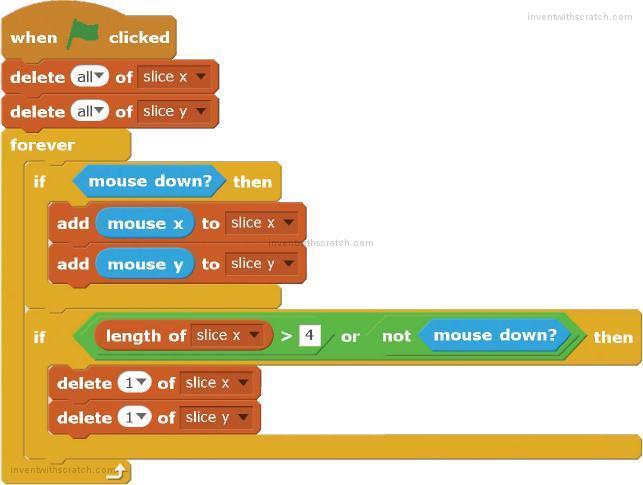 inventwithscratch.com
when clicked
delete all of slice x
delete all of slice y
forever
if mouse down? then
add mouse x to slice x
inventwithscratch.com
add mouse y to slice y
if length of slice x > 4 or not mouse down? then
delete 1 of slice x
delete 1 of slice y
inventwithscratch.com